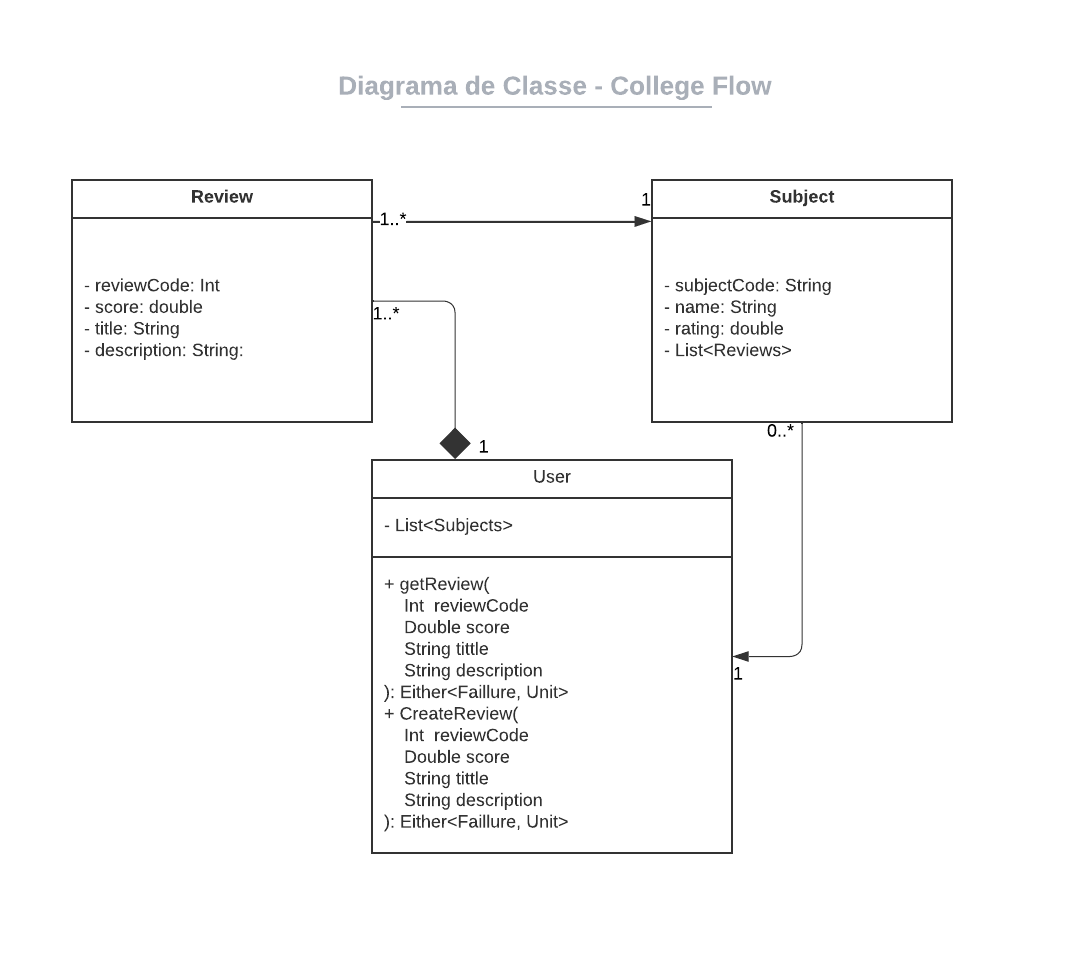 Diagrama de Classe - College Flow
Review
- reviewCode: Int
- score: double
- title: String
- description: String:
1..*
1
1..*
1
Subject
- subjectCode: String
- name: String
- rating: double
- List<Reviews>
0..*
1
User
- List<Subjects>
+ getReview(
Int  reviewCode
Double score
String tittle
String description
): Either<Faillure, Unit>
+ CreateReview(
Int  reviewCode
Double score
String tittle
String description
): Either<Faillure, Unit>